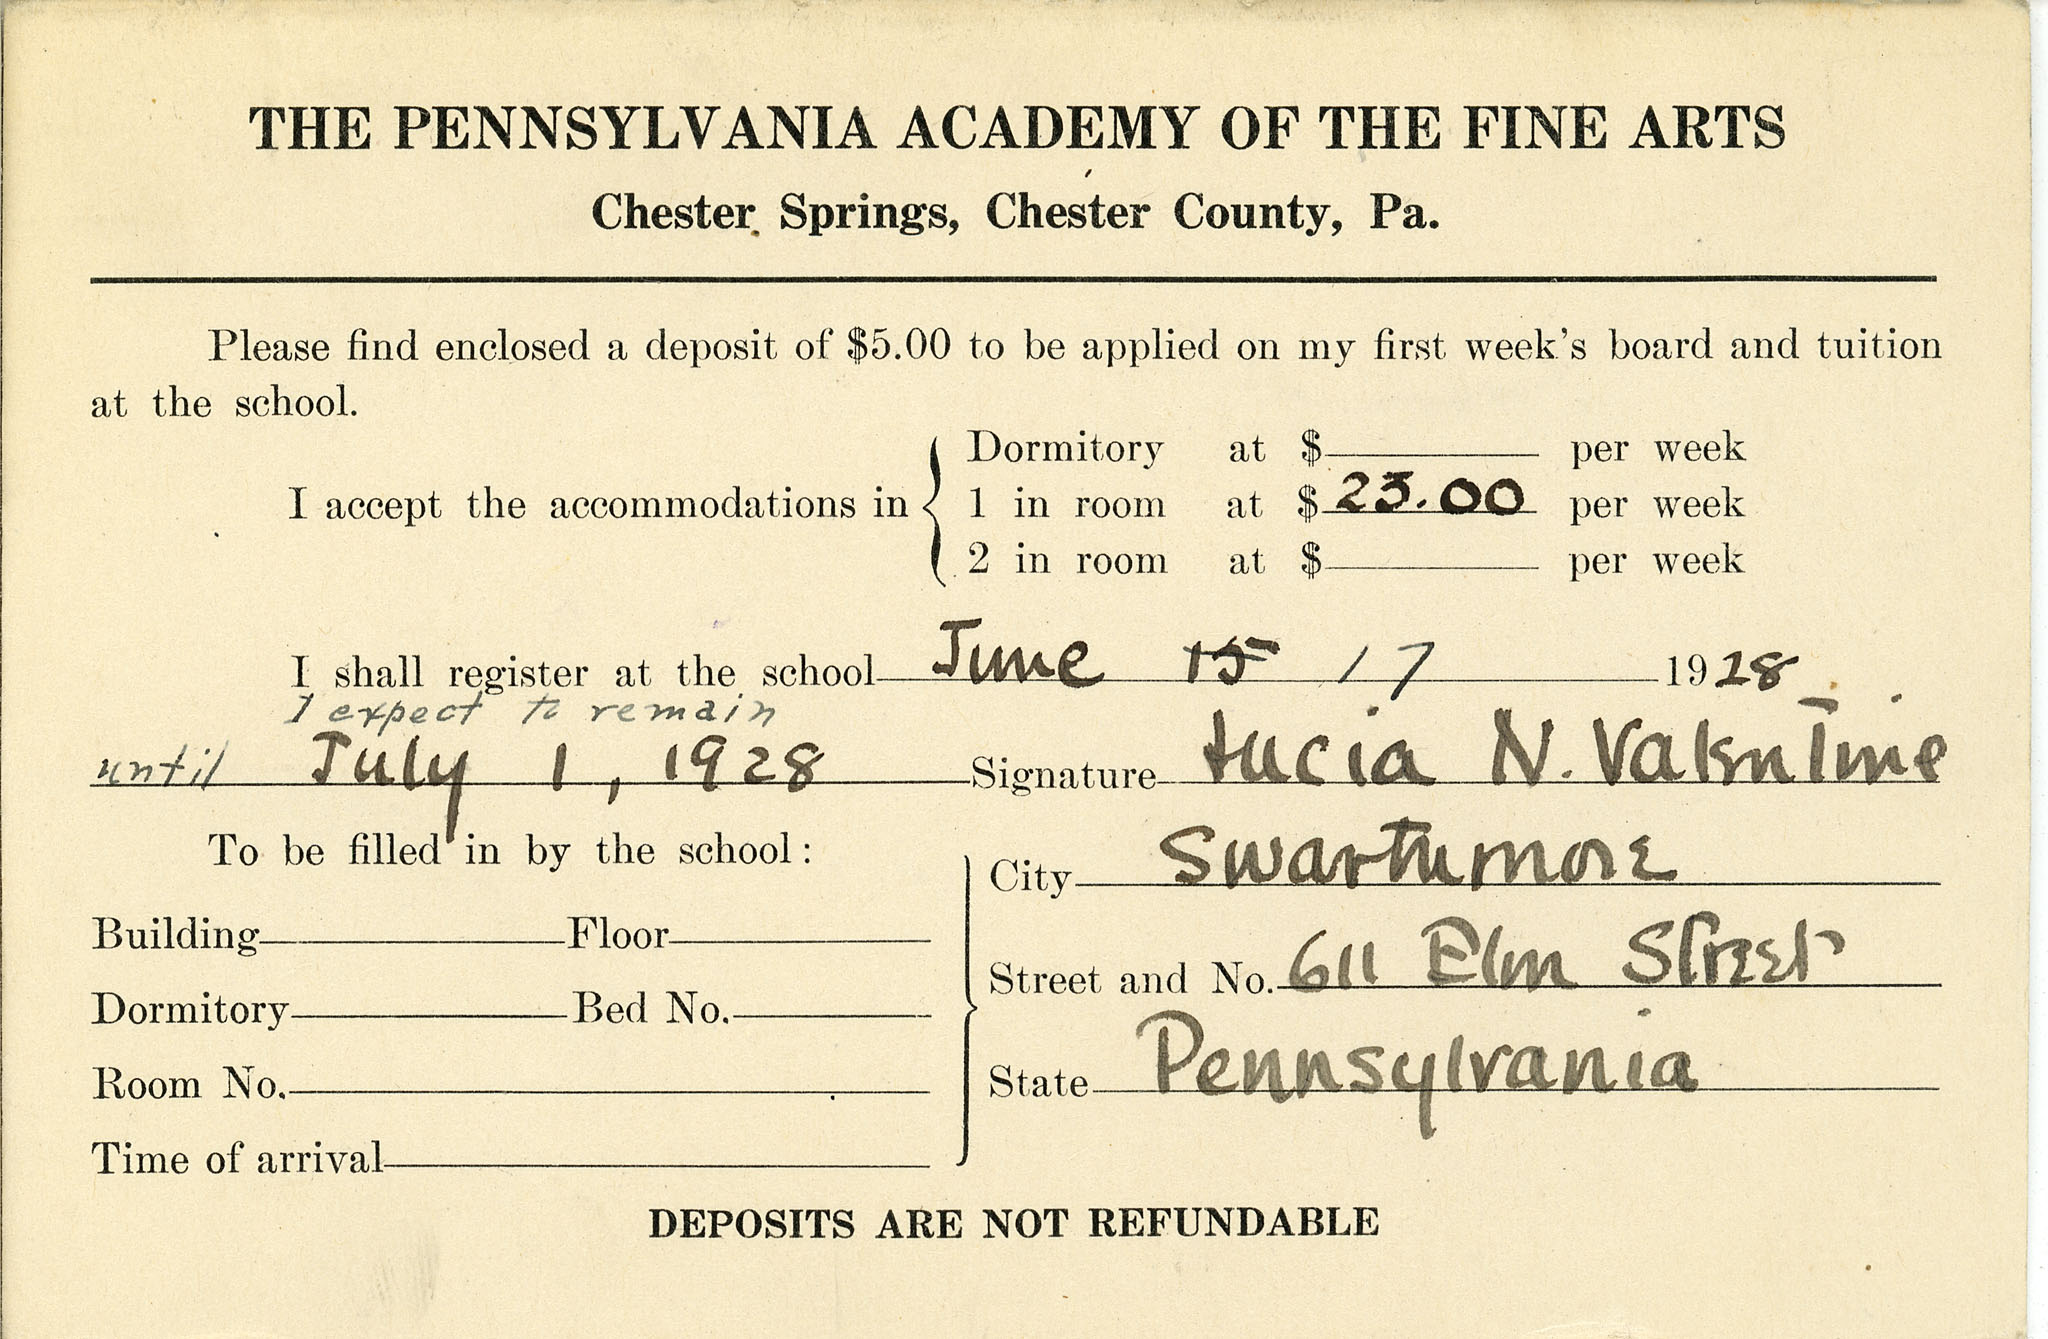 THE PENNSYLVANIA ACADEMY OF THE FINE ARTS
Chester Springs, Chester County, Pa.
Please find enclosed a deposit of $5.00 to be applied on my first week's board and tuition
at the school.
I accept the accommodations in
Dormitory at $ per week
1 in room at $ 23.00 per week
2 in room at $ per week
I shall register at the school June 15 17 1928
I expect to remain
until July 1, 1928 Signature Lucia N. Valentine
To be filled in by the school:
City Swarthmore
Building Floor
Street and No. 611 Elm Street
Dormitory Bed No.
Room No.
State Pennsylvania
Time of arrival
DEPOSITS ARE NOT REFUNDABLE